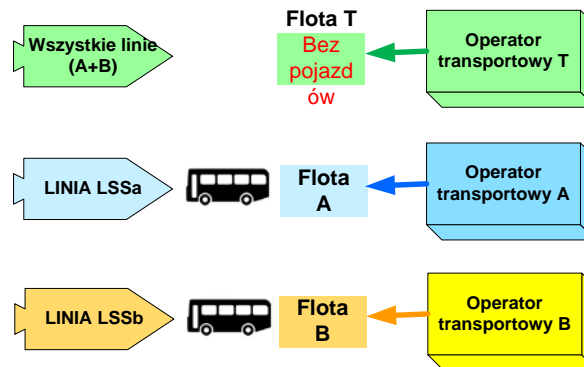 Wszystkie linie
(A+B)
Flota T
Bez
pojazd
ów
Operator
transportowy T
LINIA LSSa
Flota
A
Operator
transportowy A
LINIA LSSb
Flota
B
Operator
transportowy B